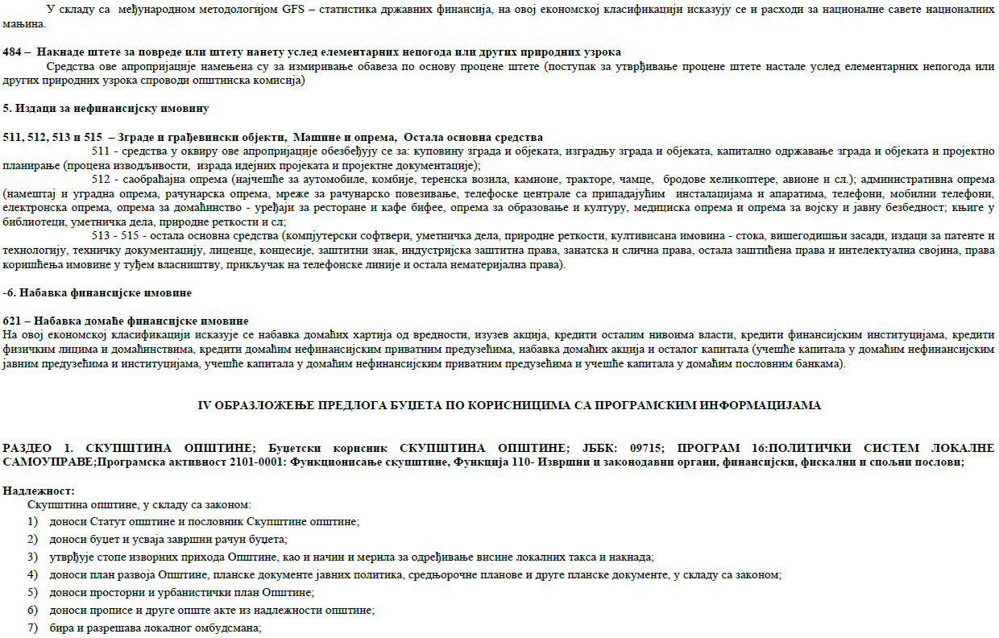 У складу са међународном методологијом GFS – статистика државних финансија, на овој економској класификацији исказују се и расходи за националне савете националних
мањина.
484 – Накнаде штете за повреде или штету нанету услед елементарних непогода или других природних узрока
Средства ове апропријације намењена су за измиривање обавеза по основу процене штете (поступак за утврђивање процене штете настале услед елементарних непогода или
других природних узрока спроводи општинска комисија)
5. Издаци за нефинансијску имовину
511, 512, 513 и 515 – Зграде и грађевински објекти, Машине и опрема, Остала основна средства
511 - средства у оквиру ове апропријације обезбеђују се за: куповину зграда и објеката, изградњу зграда и објеката, капитално одржавање зграда и објеката и пројектно
планирање (процена изводљивости, израда идејних пројеката и пројектне документације);
512 - саобраћајна опрема (најчешће за аутомобиле, комбије, теренска возила, камионе, тракторе, чамце, бродове хеликоптере, авионе и сл.); административна опрема
(намештај и уградна опрема, рачунарска опрема, мреже за рачунарско повезивање, телефоске централе са припадајућим инсталацијама и апаратима, телефони, мобилни телефони,
електронска опрема, опрема за домаћинство - уређаји за ресторане и кафе бифее, опрема за образовање и културу, медициска опрема и опрема за војску и јавну безбедност; књиге у
библиотеци, уметничка дела, природне реткости и сл;
513 - 515 - остала основна средства (компјутерски софтвери, уметничка дела, природне реткости, култивисана имовина - стока, вишегодишњи засади, издаци за патенте и
технологију, техничку документацију, лиценце, концесије, заштитни знак, индустријска заштитна права, занатска и слична права, остала заштићена права и интелектуална својина, права
коришћења имовине у туђем власништву, прикључак на телефонске линије и остала нематеријална права).
-6. Набавка финансијске имовине
621 – Набавка домаће финансијске имовине
На овој економској класификацији исказује се набавка домаћих хартија од вредности, изузев акција, кредити осталим нивоима власти, кредити финансијским институцијама, кредити
физичким лицима и домаћинствима, кредити домаћим нефинансијским приватним предузећима, набавка домаћих акција и осталог капитала (учешће капитала у домаћим нефинансијским
јавним предузећима и институцијама, учешће капитала у домаћим нефинансијским приватним предузећима и учешће капитала у домаћим пословним банкама).
IV ОБРАЗЛОЖЕЊЕ ПРЕДЛОГА БУЏЕТА ПО КОРИСНИЦИМА СА ПРОГРАМСКИМ ИНФОРМАЦИЈАМА
РАЗДЕО 1. СКУПШТИНА ОПШТИНЕ; Буџетски корисник СКУПШТИНА ОПШТИНЕ; ЈББК: 09715; ПРОГРАМ 16:ПОЛИТИЧКИ СИСТЕМ ЛОКАЛНЕ
САМОУПРАВЕ;Програмска активност 2101-0001: Функционисање скупштине, Функција 110- Извршни и законодавни органи, финансијски, фискални и спољни послови;
Надлежност:
Скупштина општине, у складу са законом:
1) доноси Статут општине и пословник Скупштине општине;
2) доноси буџет и усваја завршни рачун буџета;
3) утврђује стопе изворних прихода Општине, као и начин и мерила за одређивање висине локалних такса и накнада;
4) доноси план развоја Општине, планске документе јавних политика, средњорочне планове и друге планске документе, у складу са законом;
5) доноси просторни и урбанистички план Општине;
6) доноси прописе и друге опште акте из надлежности општине;
7) бира и разрешава локалног омбудсмана;